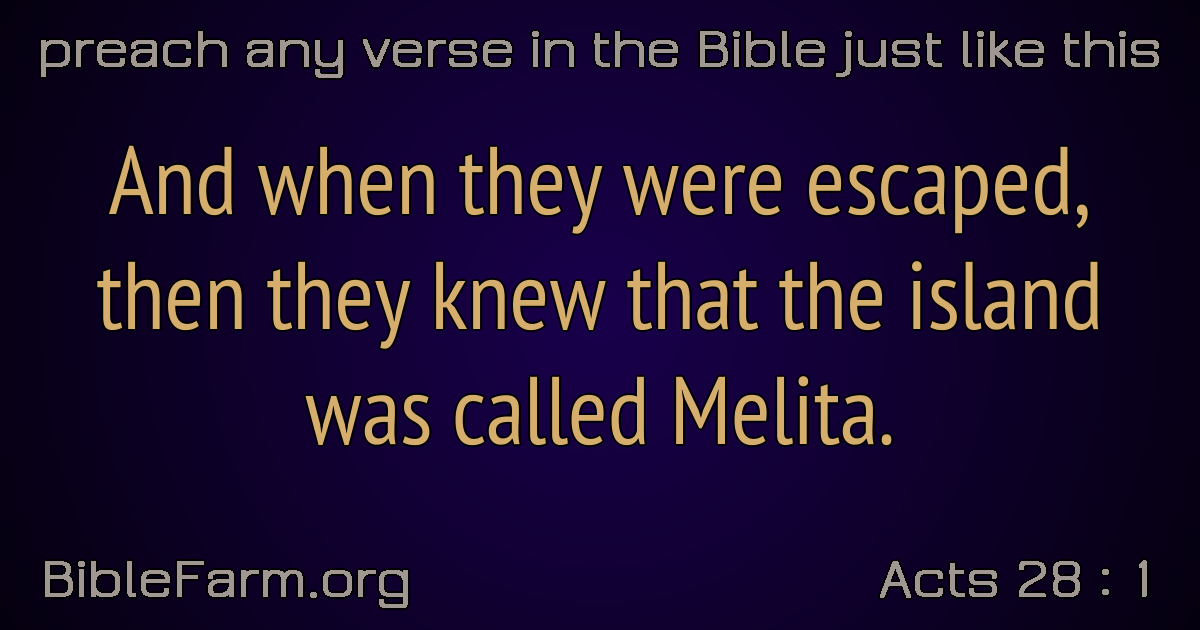 preach any verse in the Bible just like this
And when they were escaped,
then they knew that the island
was called Melita.
BibleFarm.org
Acts 28 : 1